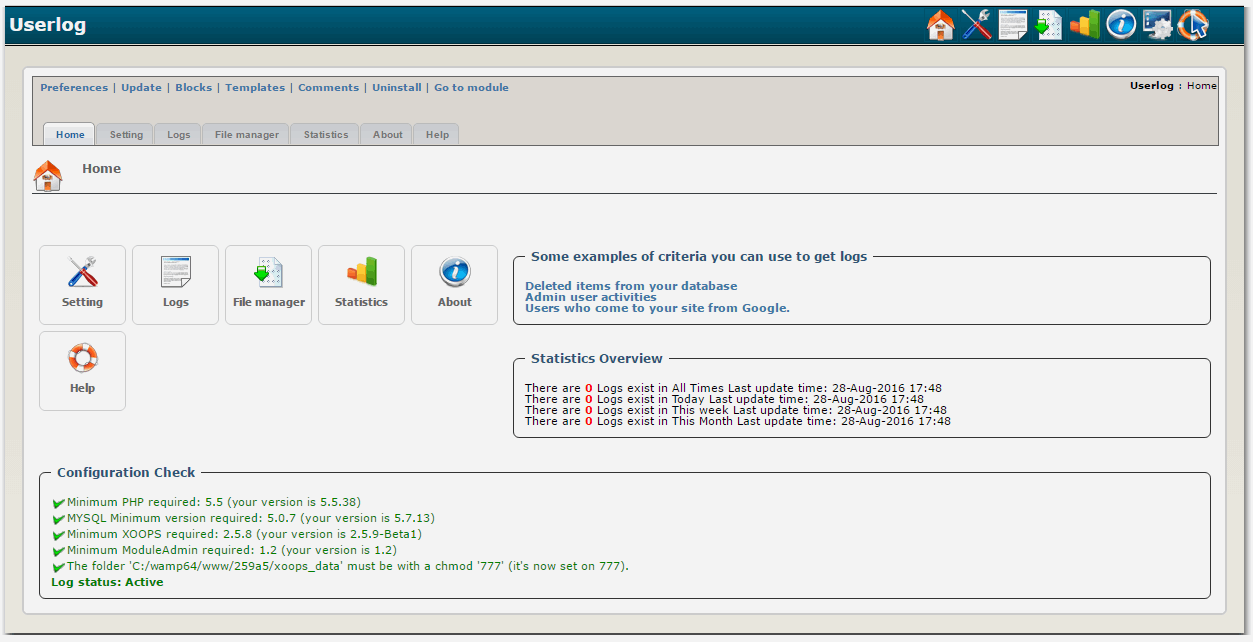 Userlog
Preferences | Update | Blocks | Templates | Comments | Uninstall | Go to module
Userlog : Home
Home Setting Logs File manager Statistics About Help
Home
Setting Logs File manager Statistics About
Help
Some examples of criteria you can use to get logs
Deleted items from your database
Admin user activities
Users who come to your site from Google.
Statistics Overview
There are 0 Logs exist in All Times Last update time: 28-Aug-2016 17:48
There are 0 Logs exist in Today Last update time: 28-Aug-2016 17:48
There are 0 Logs exist in This week Last update time: 28-Aug-2016 17:48
There are 0 Logs exist in This Month Last update time: 28-Aug-2016 17:48
Configuration Check
Minimum PHP required: 5.5 (your version is 5.5.38)
MYSQL Minimum version required: 5.0.7 (your version is 5.7.13)
Minimum XOOPS required: 2.5.8 (your version is 2.5.9-Beta1)
Minimum ModuleAdmin required: 1.2 (your version is 1.2)
The folder 'C:/wamp64/www/259a5/xoops_data' must be with a chmod '777' (it's now set on 777).
Log status: Active